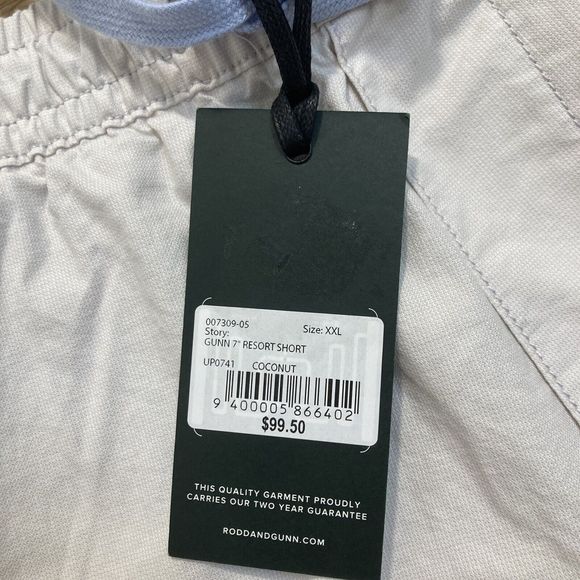 007309-05 Size: XXL
Story:
GUNN 7" RESORT SHORT
UP0741 COCONUT
9 400005 866402
$99.50
THIS QUALITY GARMENT PROUDLY
CARRIES OUR TWO YEAR GUARANTEE
RODDANDGUNN.COM